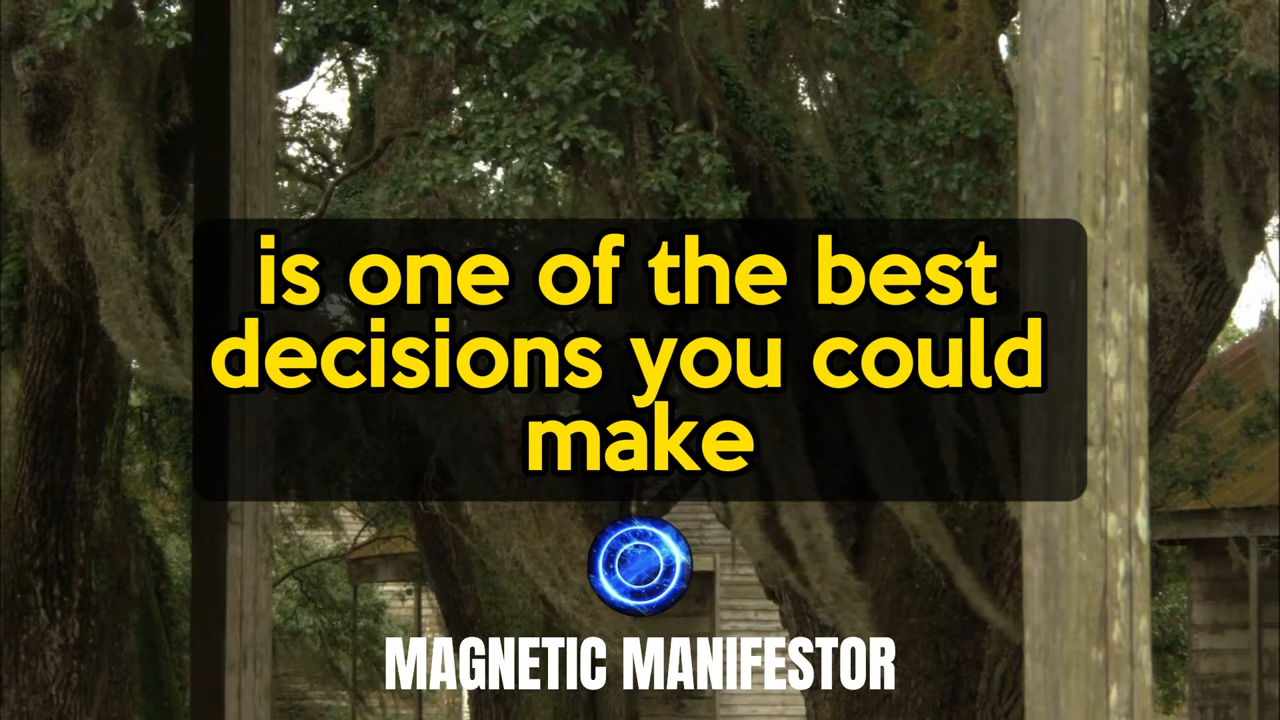 is one of the best
decisions you could
make
MAGNETIC MANIFESTOR